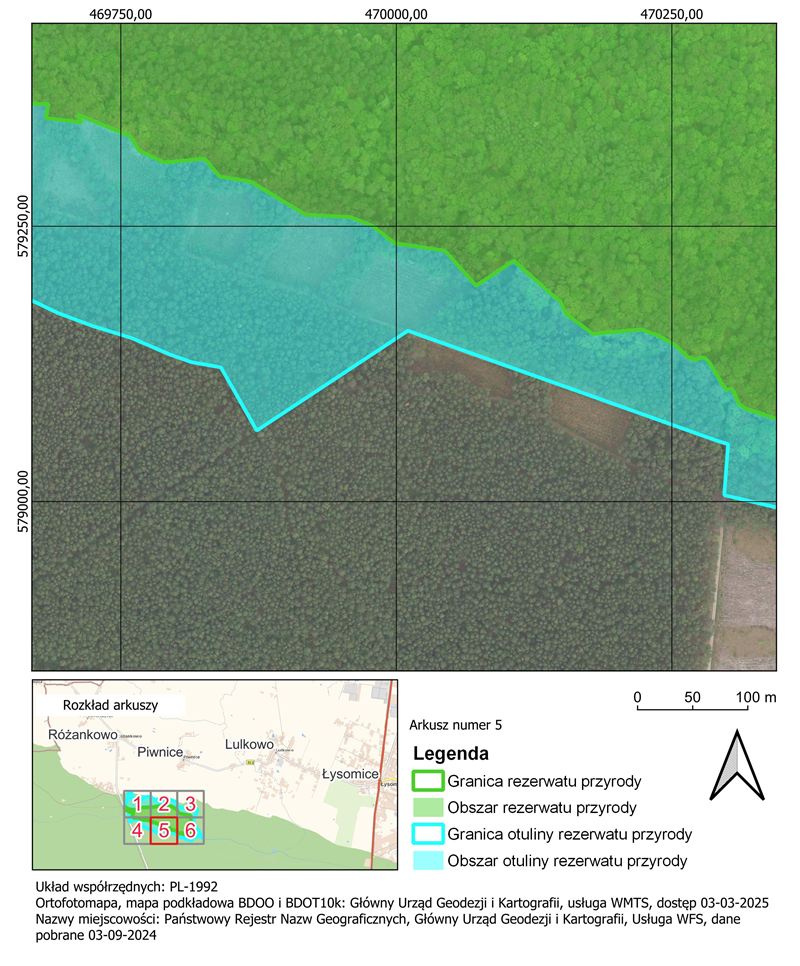 469750,00
470000,00
470250,00
579250,00
579000,00
Rozkład arkuszy
Różankowo
Piwnice
Piwnice
Lulkowo
Łysomice
1 2 3
4 5 6
0 50 100 m
Arkusz numer 5
Legenda
Granica rezerwatu przyrody
Obszar rezerwatu przyrody
Granica otuliny rezerwatu przyrody
Obszar otuliny rezerwatu przyrody
Układ współrzędnych: PL-1992
Ortofotomapa, mapa podkładowa BDOO i BDOT10k: Główny Urząd Geodezji i Kartografii, usługa WMTS, dostęp 03-03-2025
Nazwy miejscowości: Państwowy Rejestr Nazw Geograficznych, Główny Urząd Geodezji i Kartografii, Usługa WFS, dane
pobrane 03-09-2024